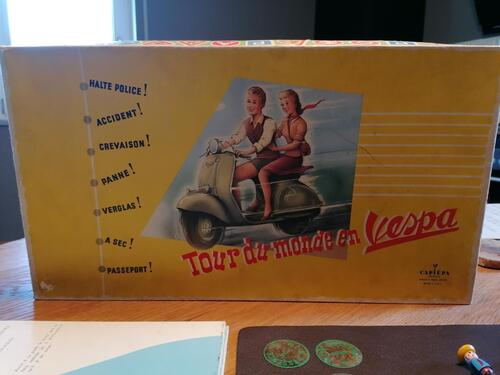 HALTE POLICE !
ACCIDENT !
CREVAISON !
PANNE !
VERGLAS !
A SEC !
PASSEPORT !
Tour du monde en Vespa
CAPIEPA